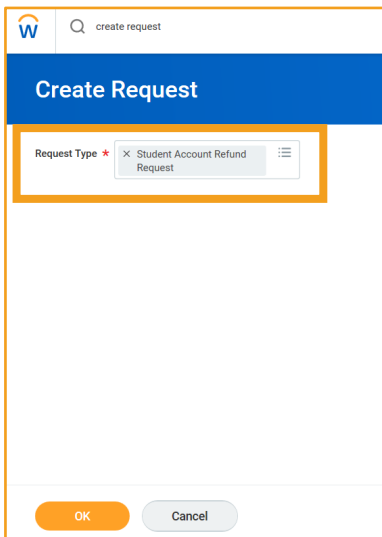 W
create request
Create Request
Request Type *
× Student Account Refund
Request
OK
Cancel